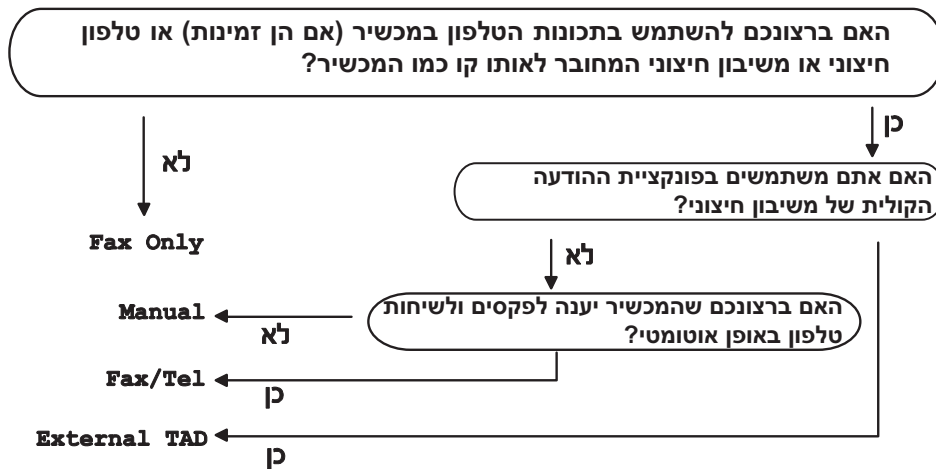 האם ברצונכם להשתמש בתכונות הטלפון במכשיר (אם הן זמינות) או טלפון
חיצוני או משיבון חיצוני המחובר לאותו קו כמו המכשיר?
כן
לא
האם אתם משתמשים בפונקציית ההודעה
הקולית של משיבון חיצוני?
Fax Only
לא
האם ברצונכם שהמכשיר יענה לפקסים ולשיחות
טלפון באופן אוטומטי?
Manual
לא
Fax/Tel
כן
External TAD
כן